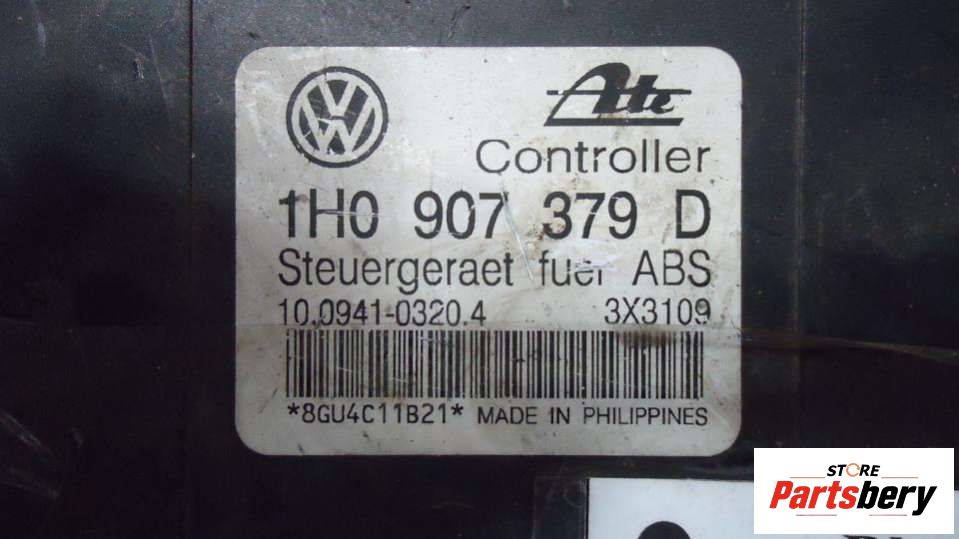 Ate
Controller
1H0 907 379 D
Steuergeraet fuer ABS
10.0941-0320.4 3X3109
*8GU4C11B21* MADE IN PHILIPPINES
STORE
Partsbery